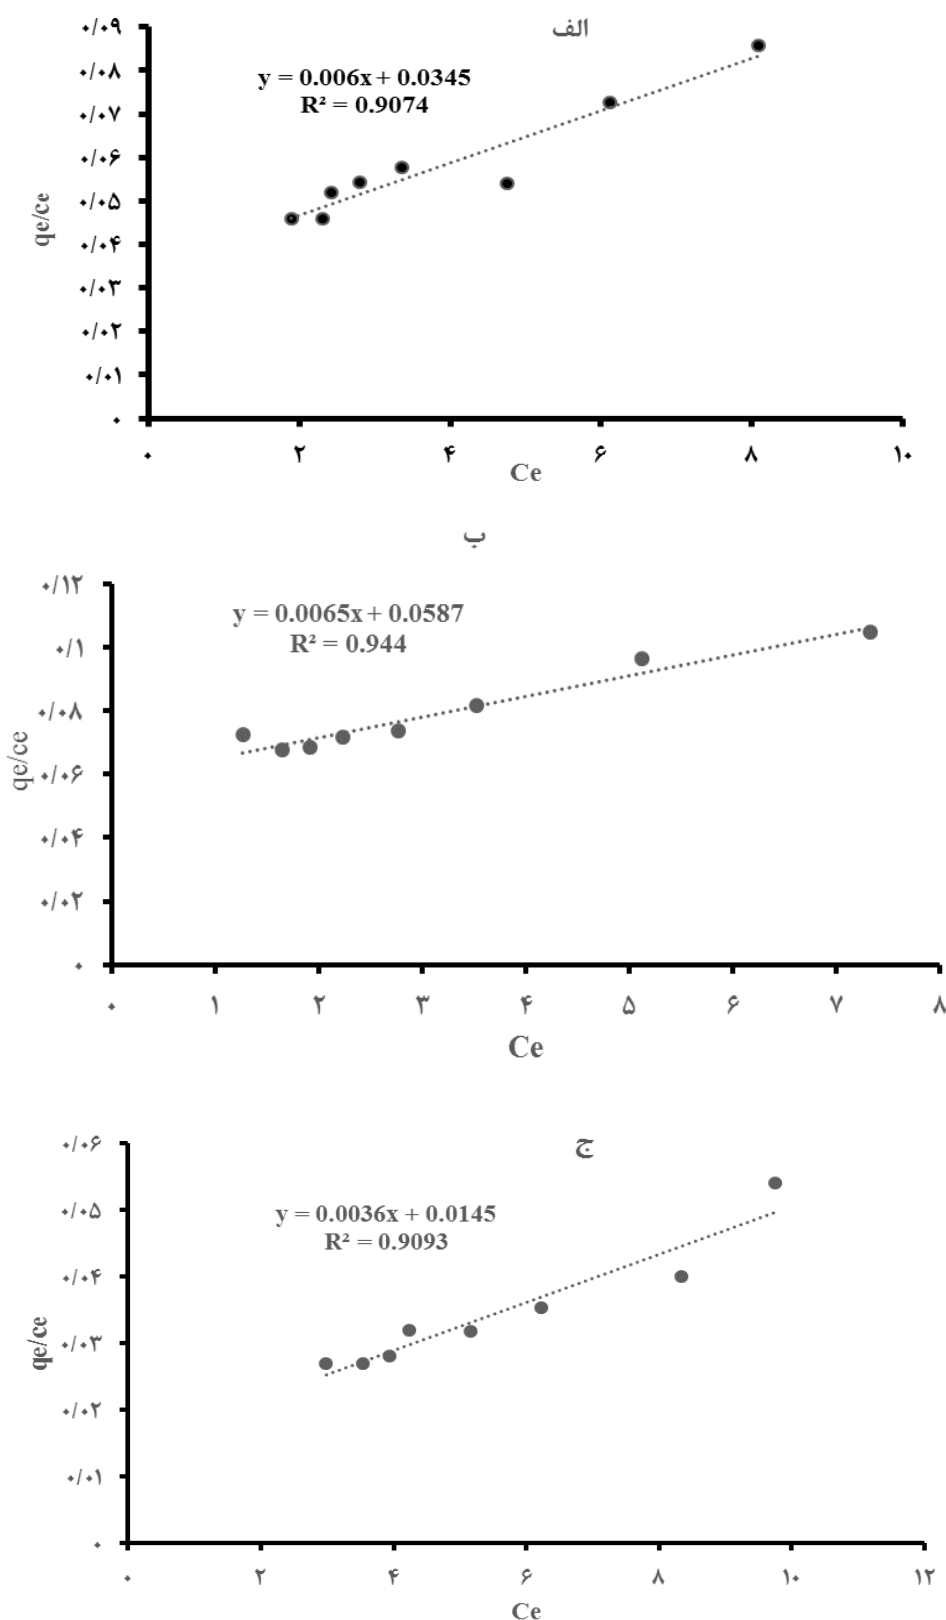 الف
۰/۰۹
۰/۰۸
۰/۰۷
۰/۰۶
۰/۰۵
۰/۰۴
۰/۰۳
۰/۰۲
۰/۰۱
۰
y = 0.006x + 0.0345
R² = 0.9074
qe/ce
۰ ۲ ۴ ۶ ۸ ۱۰
Ce
ب
۰/۱۲
۰/۱
۰/۰۸
۰/۰۶
۰/۰۴
۰/۰۲
۰
y = 0.0065x + 0.0587
R² = 0.944
qe/ce
۰ ۱ ۲ ۳ ۴ ۵ ۶ ۷ ۸
Ce
ج
۰/۰۶
۰/۰۵
۰/۰۴
۰/۰۳
۰/۰۲
۰/۰۱
۰
y = 0.0036x + 0.0145
R² = 0.9093
qe/ce
۰ ۲ ۴ ۶ ۸ ۱۰ ۱۲
Ce